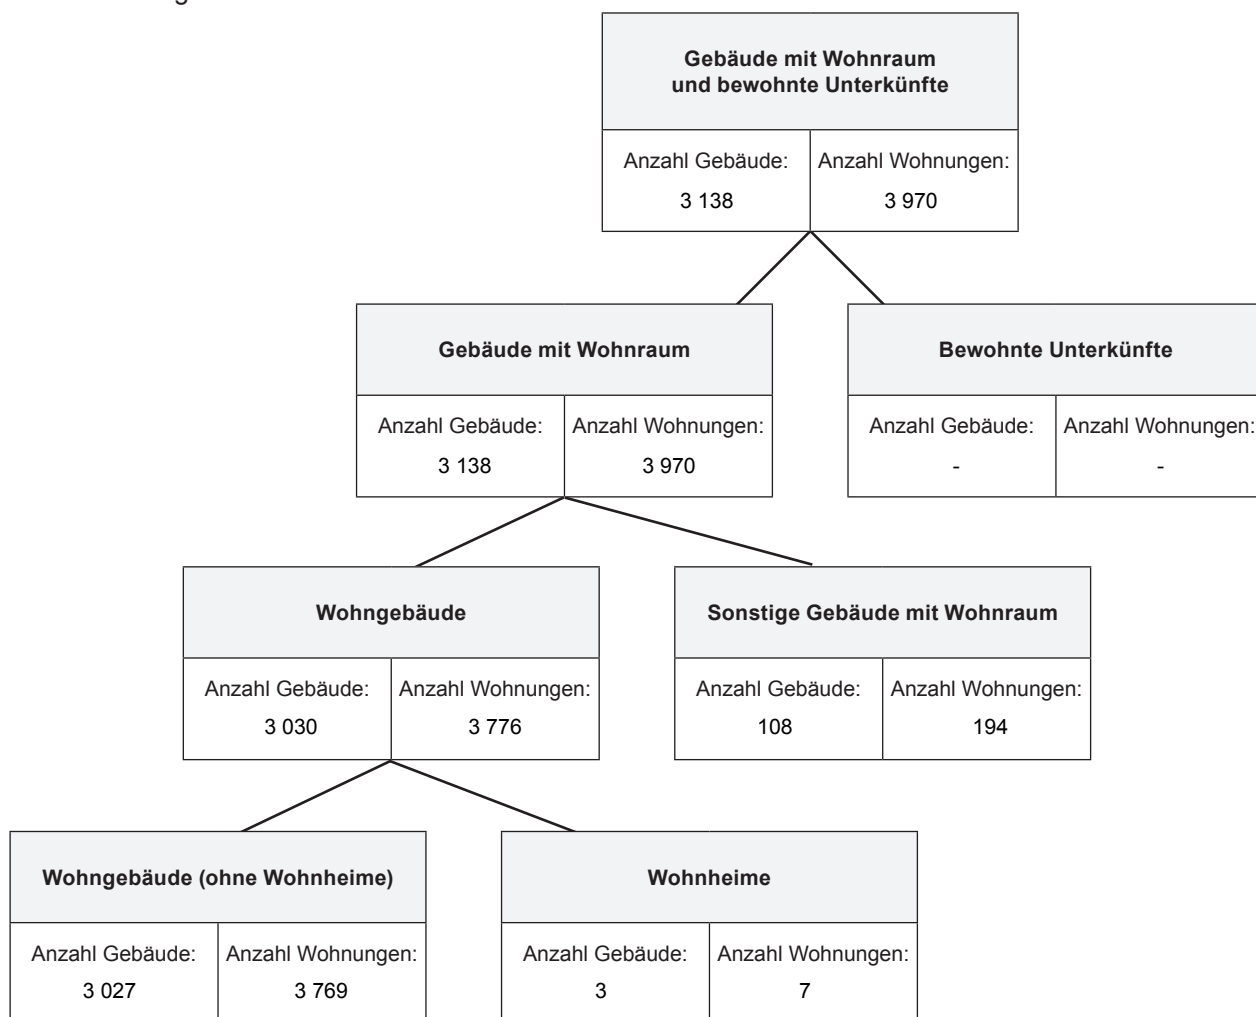 Gebäude mit Wohnraum
und bewohnte Unterkünfte
Anzahl Gebäude: Anzahl Wohnungen:
3 138 3 970
Gebäude mit Wohnraum
Anzahl Gebäude: Anzahl Wohnungen:
3 138 3 970
Bewohnte Unterkünfte
Anzahl Gebäude: Anzahl Wohnungen:
- -
Wohngebäude
Anzahl Gebäude: Anzahl Wohnungen:
3 030 3 776
Sonstige Gebäude mit Wohnraum
Anzahl Gebäude: Anzahl Wohnungen:
108 194
Wohngebäude (ohne Wohnheime)
Anzahl Gebäude: Anzahl Wohnungen:
3 027 3 769
Wohnheime
Anzahl Gebäude: Anzahl Wohnungen:
3 7